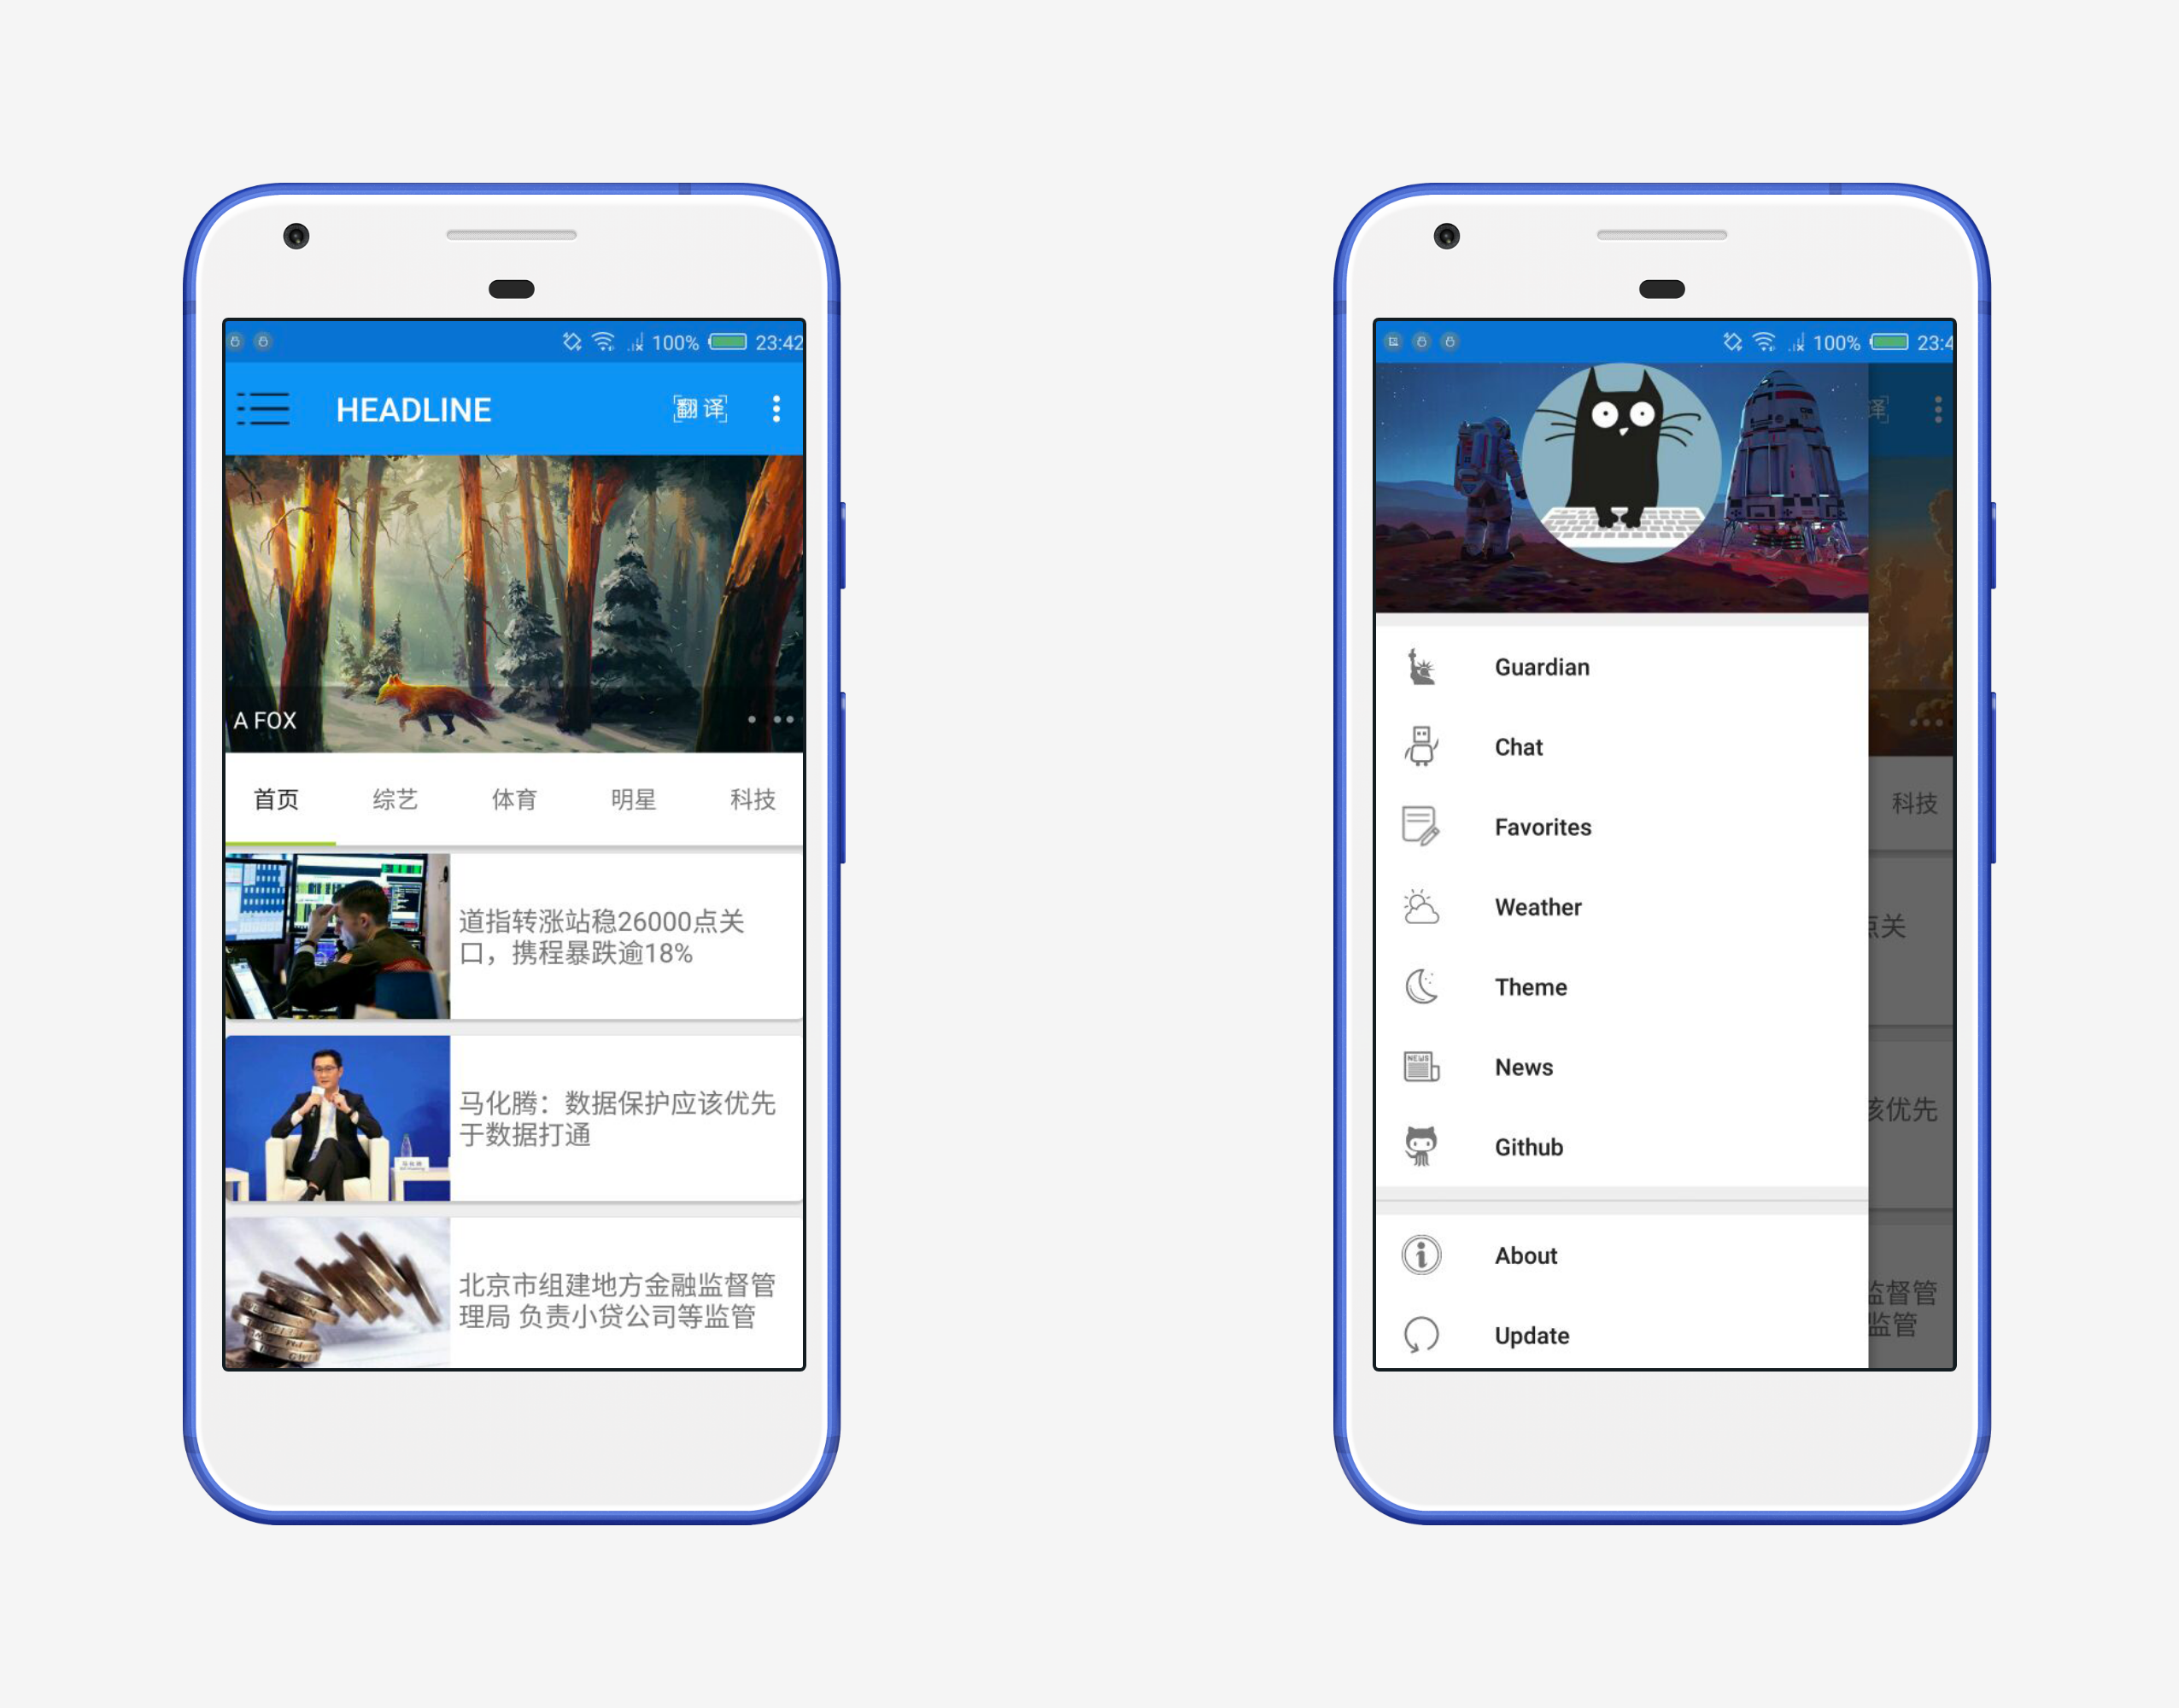 100%
23:42
HEADLINE
翻译
A FOX
首页
综艺
体育
明星
科技
道指转涨站稳26000点关
口，携程暴跌逾18%
马化腾：数据保护应该优先
于数据打通
北京市组建地方金融监督管
理局 负责小贷公司等监管
100%
23:4
译
Guardian
Chat
Favorites
Weather
Theme
NEWS
News
Github
About
Update
科技
点关
该优先
监督管
监管